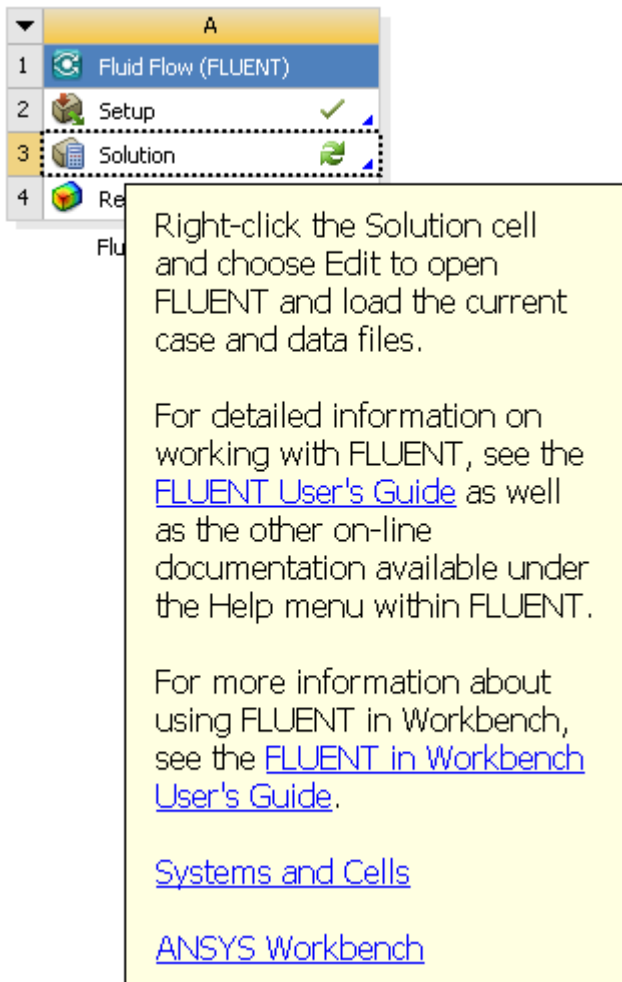 A
1 Fluid Flow (FLUENT)
2 Setup
3 Solution
4 Re
Flu
Right-click the Solution cell
and choose Edit to open
FLUENT and load the current
case and data files.
For detailed information on
working with FLUENT, see the
FLUENT User's Guide as well
as the other on-line
documentation available under
the Help menu within FLUENT.
For more information about
using FLUENT in Workbench,
see the FLUENT in Workbench
User's Guide.
Systems and Cells
ANSYS Workbench